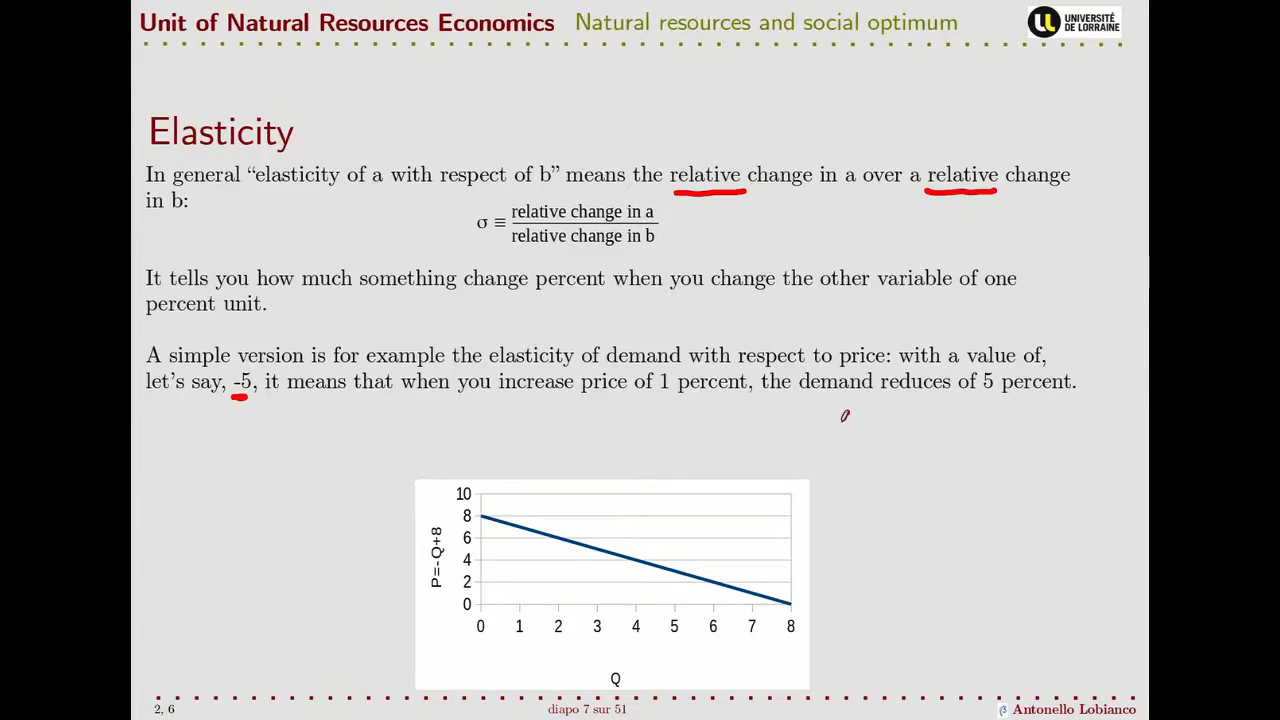 Unit of Natural Resources Economics Natural resources and social optimum
UNIVERSITÉ
DE LORRAINE
Elasticity
In general “elasticity of a with respect of b” means the relative change in a over a relative change
in b:
σ ≡ relative change in a
relative change in b
It tells you how much something change percent when you change the other variable of one
percent unit.
A simple version is for example the elasticity of demand with respect to price: with a value of,
let's say, -5, it means that when you increase price of 1 percent, the demand reduces of 5 percent.
10
8
6
4
2
0
P=-Q+8
0 1 2 3 4 5 6 7 8
Q
2, 6 diapo 7 sur 51 β Antonello Lobianco